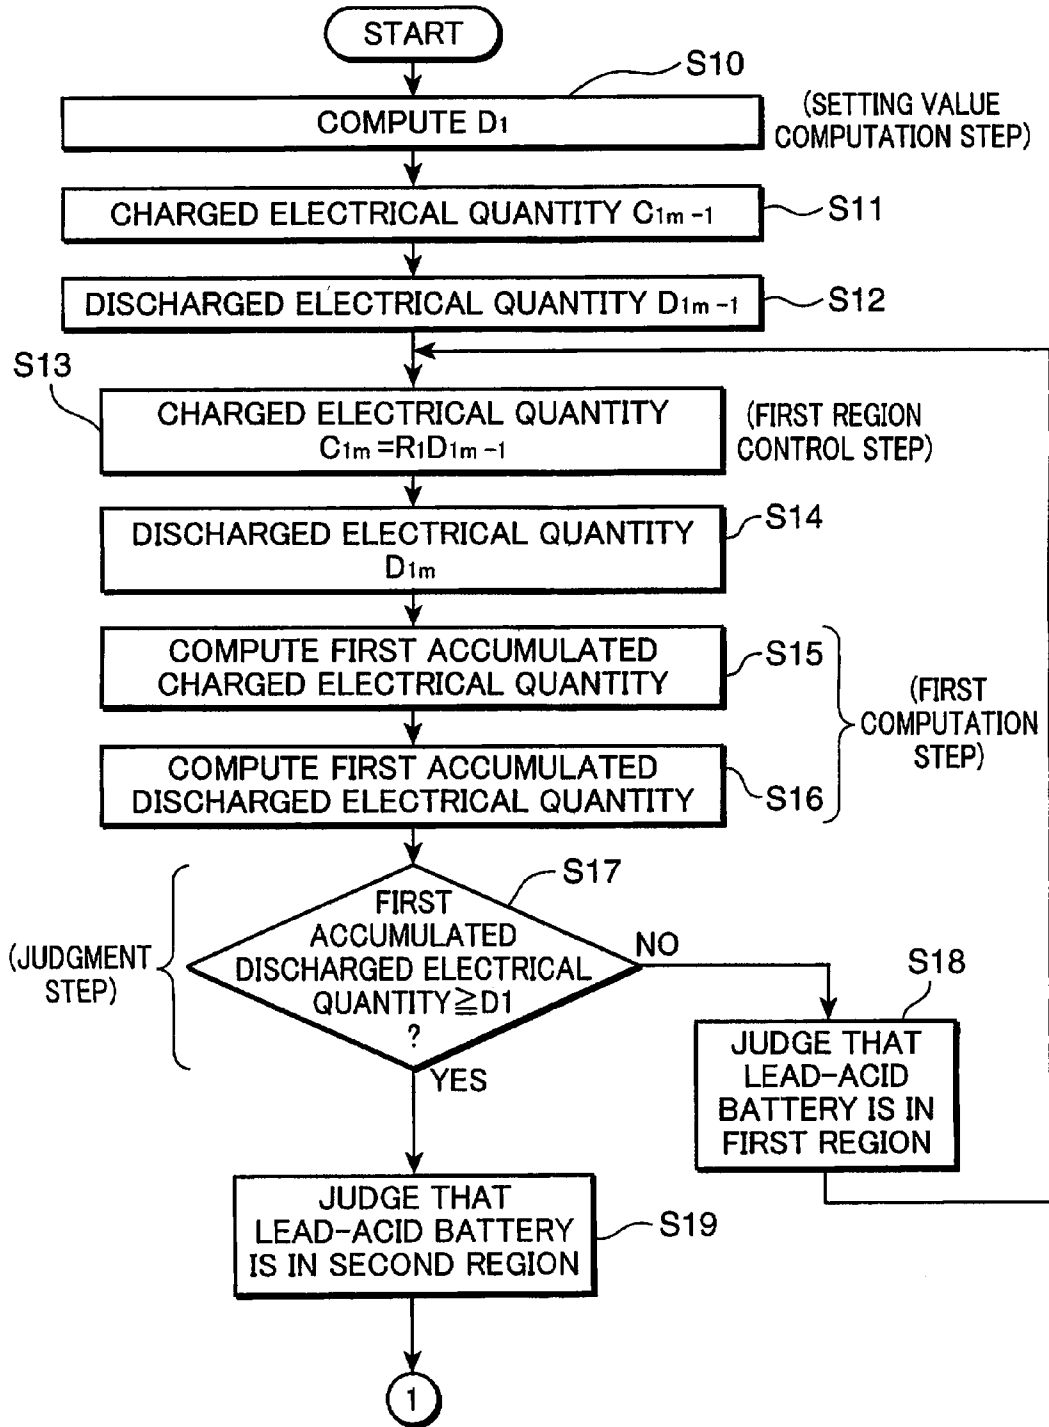 START
S10
COMPUTE D1
(SETTING VALUE
COMPUTATION STEP)
CHARGED ELECTRICAL QUANTITY C1m-1
S11
DISCHARGED ELECTRICAL QUANTITY D1m-1
S12
S13
CHARGED ELECTRICAL QUANTITY
C1m=R1D1m-1
(FIRST REGION
CONTROL STEP)
DISCHARGED ELECTRICAL QUANTITY
D1m
S14
COMPUTE FIRST ACCUMULATED
CHARGED ELECTRICAL QUANTITY
S15
COMPUTE FIRST ACCUMULATED
DISCHARGED ELECTRICAL QUANTITY
S16
(FIRST
COMPUTATION
STEP)
S17
FIRST
ACCUMULATED
DISCHARGED ELECTRICAL
QUANTITY≧D1
?
(JUDGMENT
STEP)
NO
YES
S18
JUDGE THAT
LEAD-ACID
BATTERY IS IN
FIRST REGION
JUDGE THAT
LEAD-ACID BATTERY
IS IN SECOND REGION
S19
1